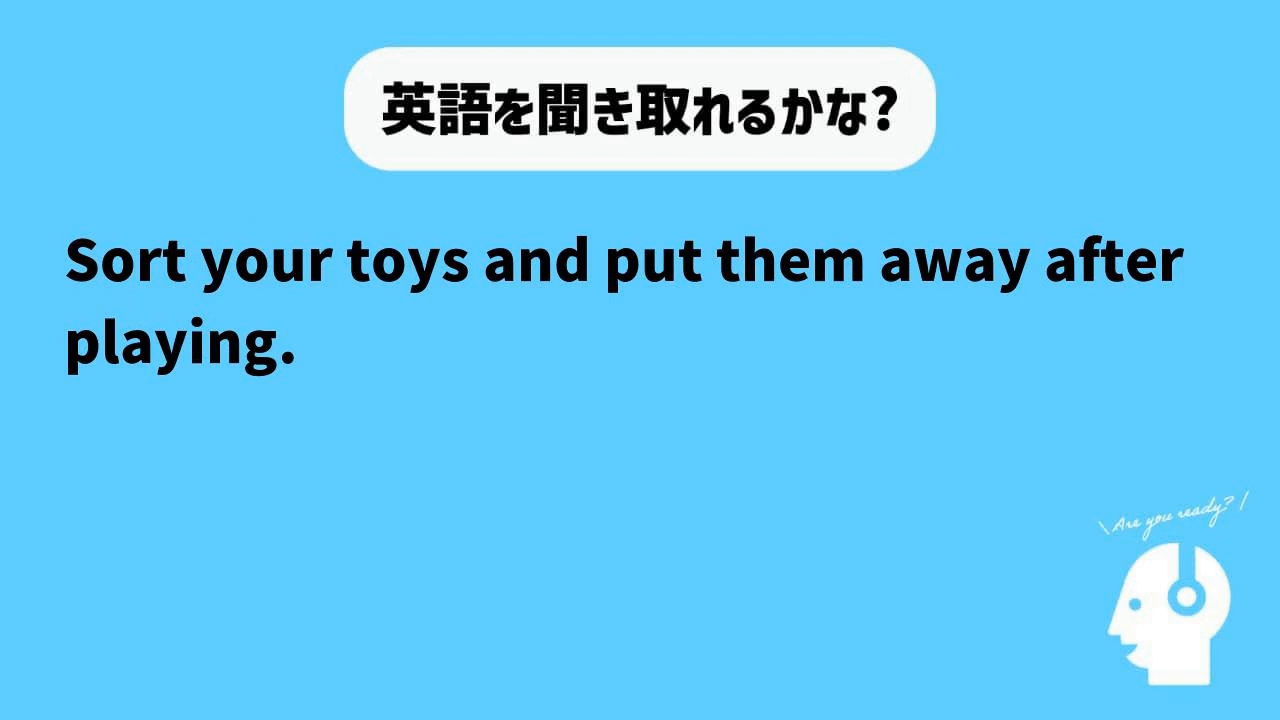 英語を聞き取れるかな?
Sort your toys and put them away after
playing.
\Are you ready?/